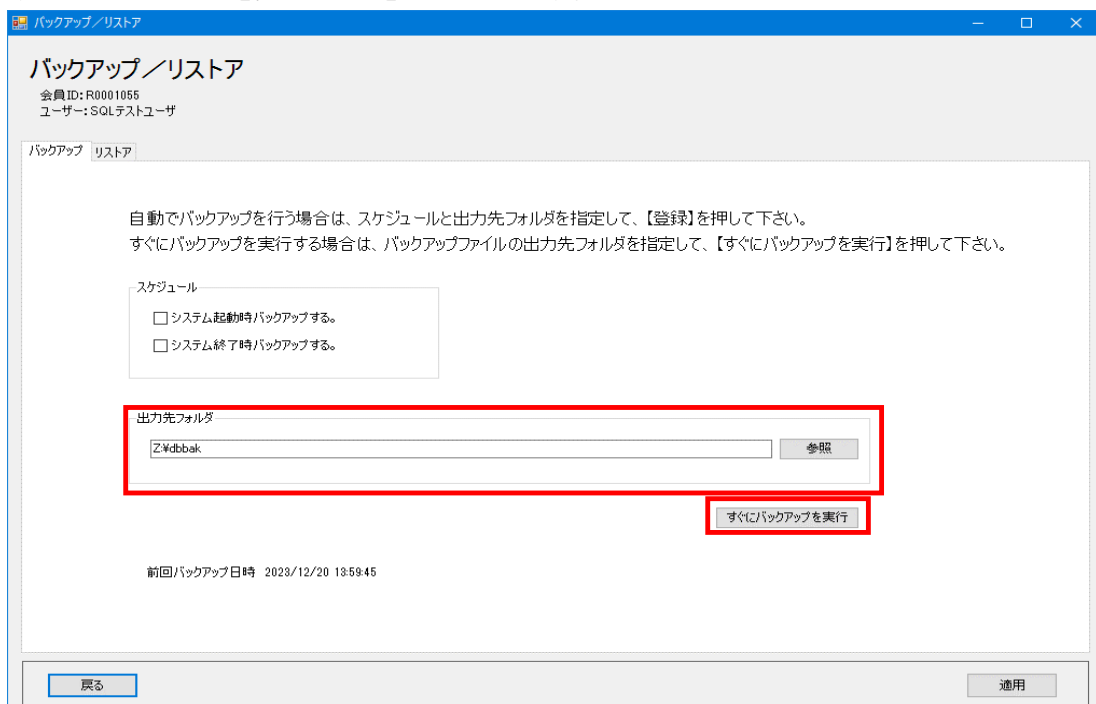 バックアップ／リストア
バックアップ／リストア
会員ID: R0001055
ユーザー: SQLテストユーザ
バックアップ リストア
自動でバックアップを行う場合は、スケジュールと出力先フォルダを指定して、【登録】を押して下さい。
すぐにバックアップを実行する場合は、バックアップファイルの出力先フォルダを指定して、【すぐにバックアップを実行】を押して下さい。
スケジュール
システム起動時バックアップする。
システム終了時バックアップする。
出力先フォルダ
Z:¥dbbak 参照
すぐにバックアップを実行
前回バックアップ日時 2023/12/20 13:59:45
戻る 適用